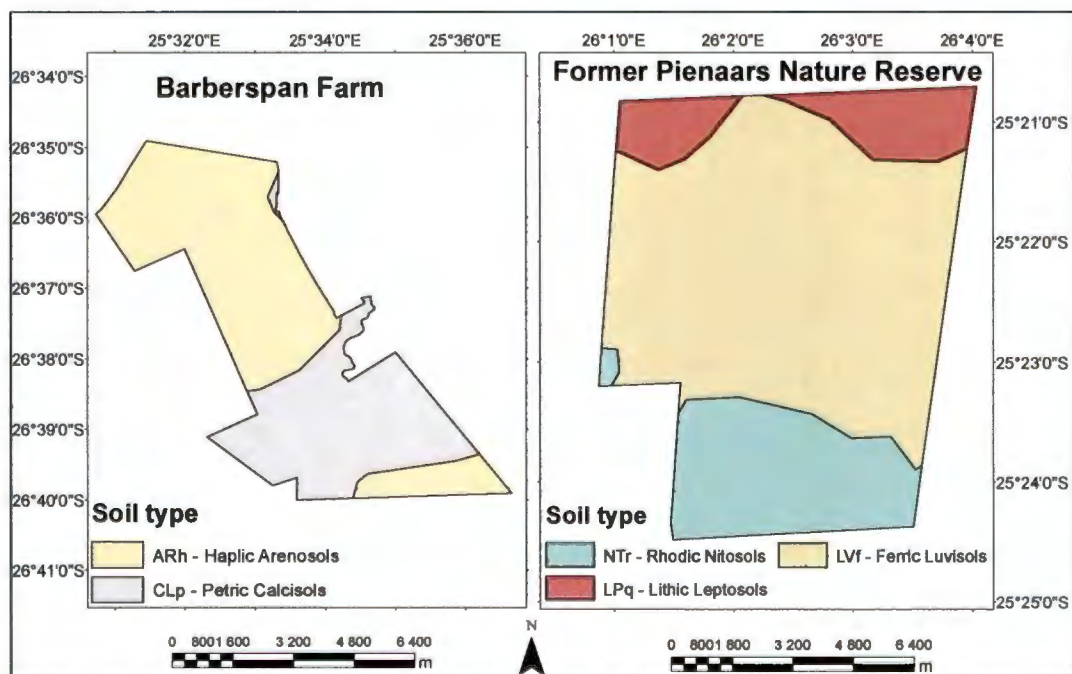 25°32'0"E 25°34'0"E 25°36'0"E
26°34'0"S
Barberspan Farm
26°35'0"S
26°36'0"S
26°37'0"S
26°38'0"S
26°39'0"S
26°40'0"S
26°41'0"S
Soil type
ARh - Haplic Arenosols
CLp - Petric Calcisols
0 8001 600 3 200 4 800 6 400
m
N
26°1'0"E 26°2'0"E 26°3'0"E 26°4'0"E
Former Pienaars Nature Reserve
25°21'0"S
25°22'0"S
25°23'0"S
25°24'0"S
25°25'0"S
Soil type
NTr - Rhodic Nitosols LVf - Ferric Luvisols
LPq - Lithic Leptosols
0 8001 600 3 200 4 800 6 400
m